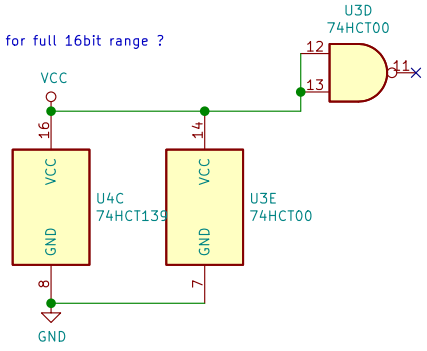 U3D
74HCT00
for full 16bit range ?
12
11
13
VCC
16
14
VCC
VCC
U4C
74HCT139
U3E
74HCT00
GND
GND
8
7
GND